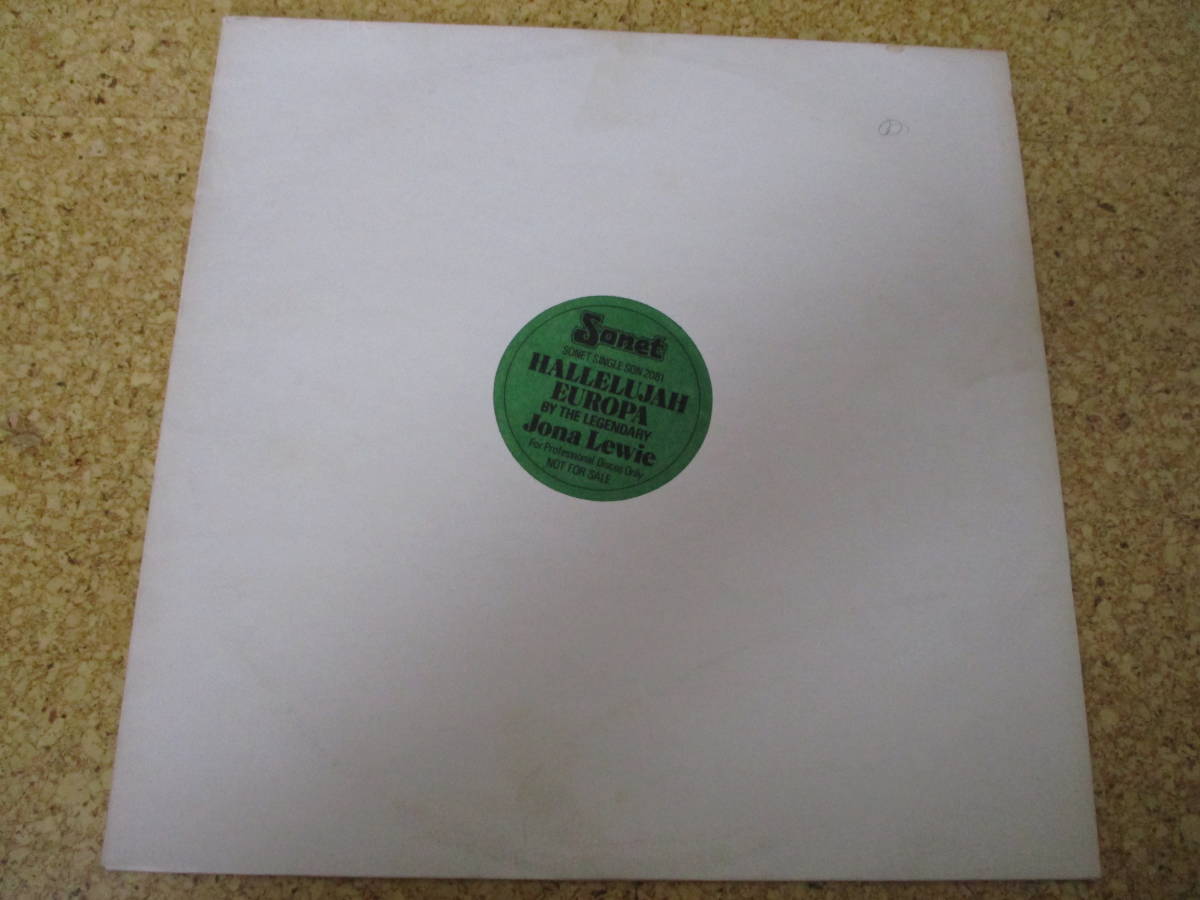 Sonet
SONET SINGLE SON 2081
HALLELUJAH
EUROPA
BY THE LEGENDARY
Jona Lewie
For Professional Discos Only
NOT FOR SALE